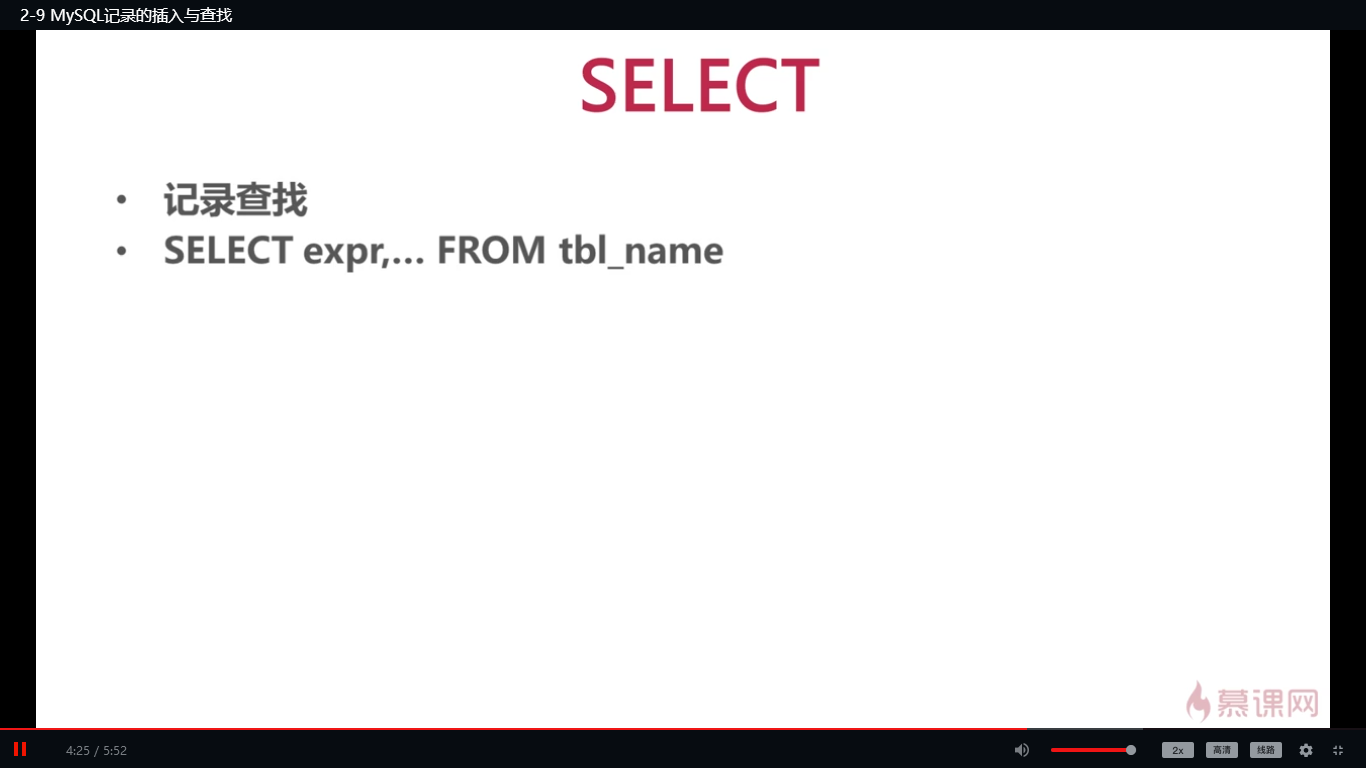 2-9 MySQL记录的插入与查找
SELECT
• 记录查找
• SELECT expr,... FROM tbl_name
慕课网
4:25 / 5:52
2x
高清
线路